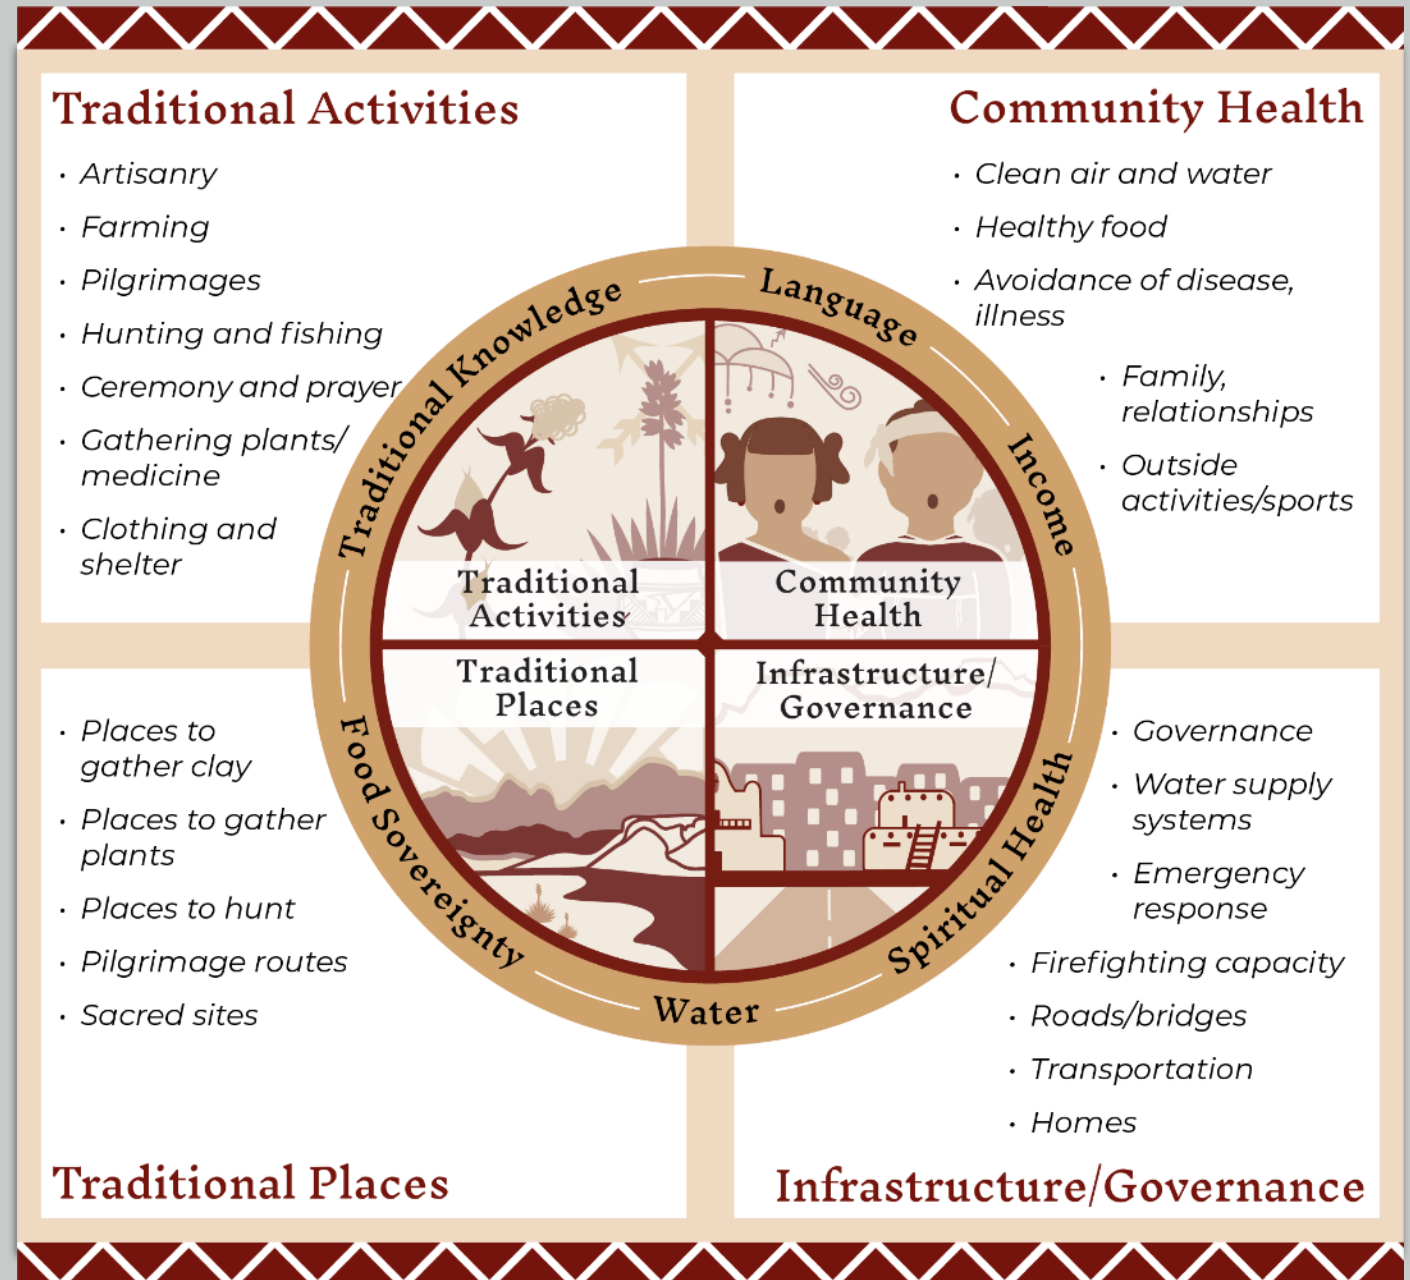 Traditional Activities
• Artisanry
• Farming
• Pilgrimages
• Hunting and fishing
• Ceremony and prayer
• Gathering plants/
medicine
• Clothing and
shelter
Community Health
• Clean air and water
• Healthy food
• Avoidance of disease,
illness
• Family,
relationships
• Outside
activities/sports
Traditional Knowledge
Language
Income
Spiritual Health
Water
Food Sovereignty
Traditional
Activities
Community
Health
Traditional
Places
Infrastructure/
Governance
• Places to
gather clay
• Places to gather
plants
• Places to hunt
• Pilgrimage routes
• Sacred sites
Traditional Places
• Governance
• Water supply
systems
• Emergency
response
• Firefighting capacity
• Roads/bridges
• Transportation
• Homes
Infrastructure/Governance